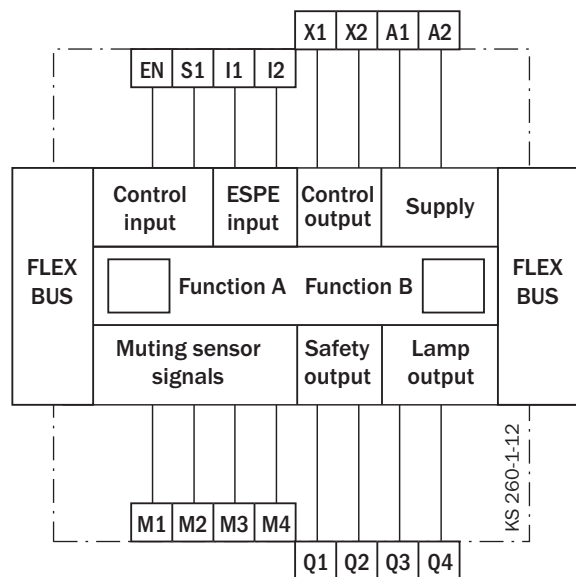 X1 X2 A1 A2
EN S1 I1 I2
Control input
ESPE input
Control output
Supply
FLEX BUS
Function A Function B
FLEX BUS
Muting sensor signals
Safety output
Lamp output
KS 260-1-12
M1 M2 M3 M4
Q1 Q2 Q3 Q4